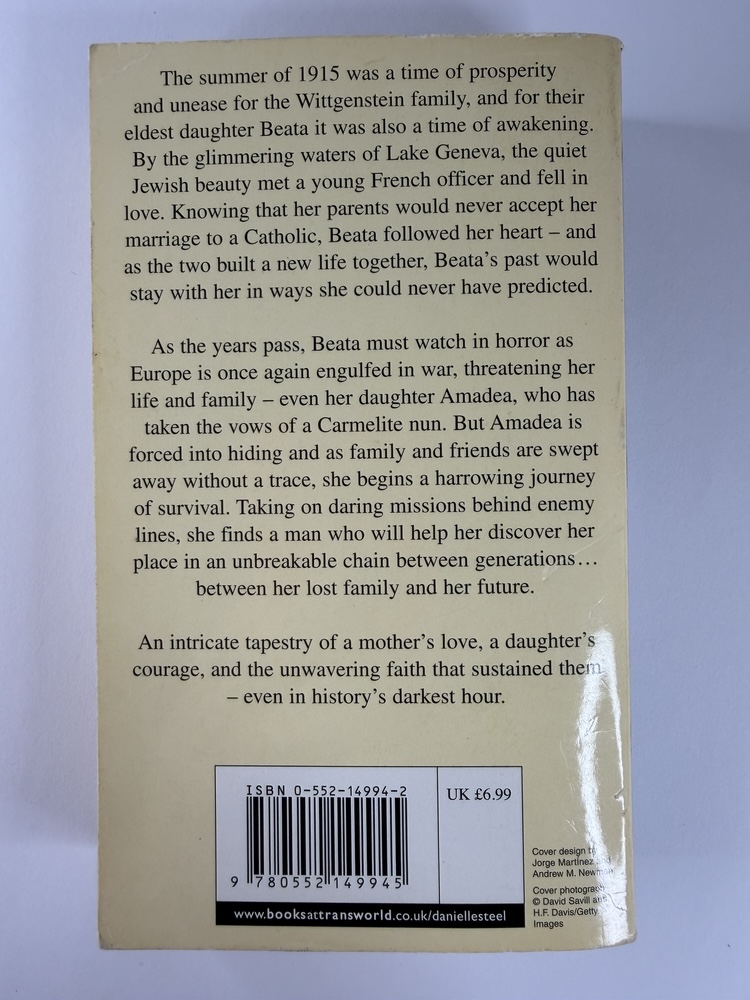 The summer of 1915 was a time of prosperity
and unease for the Wittgenstein family, and for their
eldest daughter Beata it was also a time of awakening.
By the glimmering waters of Lake Geneva, the quiet
Jewish beauty met a young French officer and fell in
love. Knowing that her parents would never accept her
marriage to a Catholic, Beata followed her heart – and
as the two built a new life together, Beata's past would
stay with her in ways she could never have predicted.
As the years pass, Beata must watch in horror as
Europe is once again engulfed in war, threatening her
life and family – even her daughter Amadea, who has
taken the vows of a Carmelite nun. But Amadea is
forced into hiding and as family and friends are swept
away without a trace, she begins a harrowing journey
of survival. Taking on daring missions behind enemy
lines, she finds a man who will help her discover her
place in an unbreakable chain between generations…
between her lost family and her future.
An intricate tapestry of a mother's love, a daughter's
courage, and the unwavering faith that sustained them
– even in history's darkest hour.
ISBN 0-552-14994-2
UK £6.99
9 780552 149945
www.booksattransworld.co.uk/daniellesteel
Cover design by
Jorge Martínez and
Andrew M. Newman
Cover photograph
© David Savill and
H.F. Davis/Getty
Images